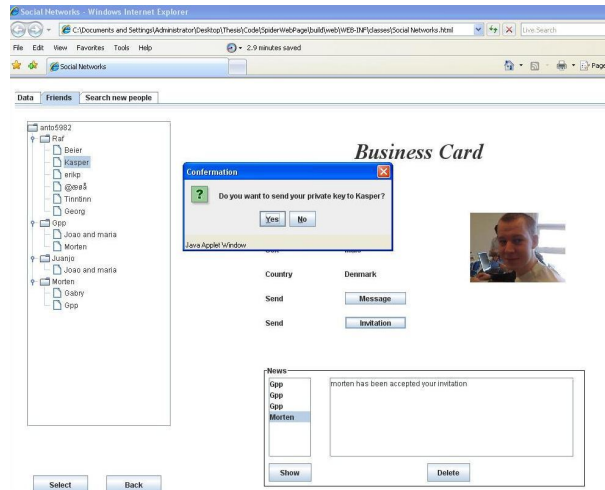 Social Networks - Windows Internet Explorer
C:\Documents and Settings\Administrator\Desktop\Thesis\Code\SpiderWebPage\build\web\WEB-INF\classes\Social Networks.html
Live Search
File Edit View Favorites Tools Help
2.9 minutes saved
Social Networks
Page
Data Friends Search new people
anto5982
Raf
Beier
Kasper
erikp
@æøå
Tinntinn
Georg
Gpp
Joao and maria
Morten
Juanjo
Joao and maria
Morten
Gabry
Gpp
Select Back
Business Card
Confermation
Do you want to send your private key to Kasper?
Yes No
Java Applet Window
Country Denmark
Send Message
Send Invitation
News
Gpp
Gpp
Gpp
Morten
morten has been accepted your invitation
Show Delete